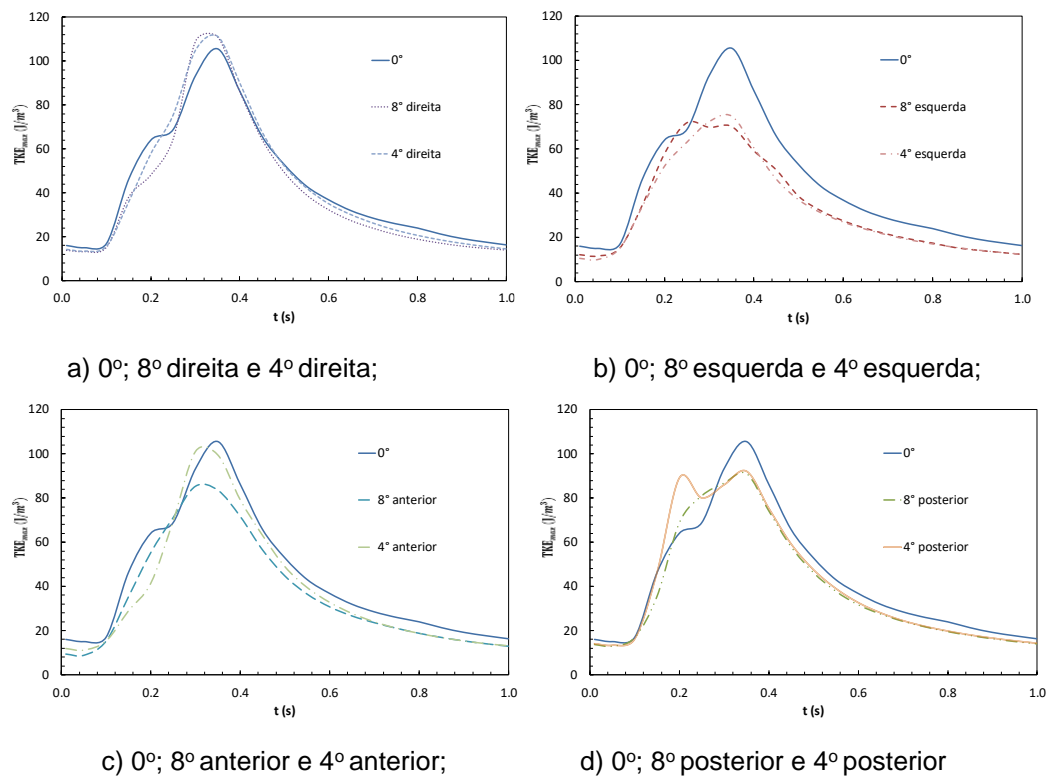 120
100
80
60
40
20
0
TKEmax (J/m³)
0°
8° direita
4° direita
0.0 0.2 0.4 0.6 0.8 1.0
t (s)
a) 0º; 8º direita e 4º direita;
120
100
80
60
40
20
0
TKEmax (J/m³)
0°
8° esquerda
4° esquerda
0.0 0.2 0.4 0.6 0.8 1.0
t (s)
b) 0º; 8º esquerda e 4º esquerda;
120
100
80
60
40
20
0
TKEmax (J/m³)
0°
8° anterior
4° anterior
0.0 0.2 0.4 0.6 0.8 1.0
t (s)
c) 0º; 8º anterior e 4º anterior;
120
100
80
60
40
20
0
TKEmax (J/m³)
0°
8° posterior
4° posterior
0.0 0.2 0.4 0.6 0.8 1.0
t (s)
d) 0º; 8º posterior e 4º posterior